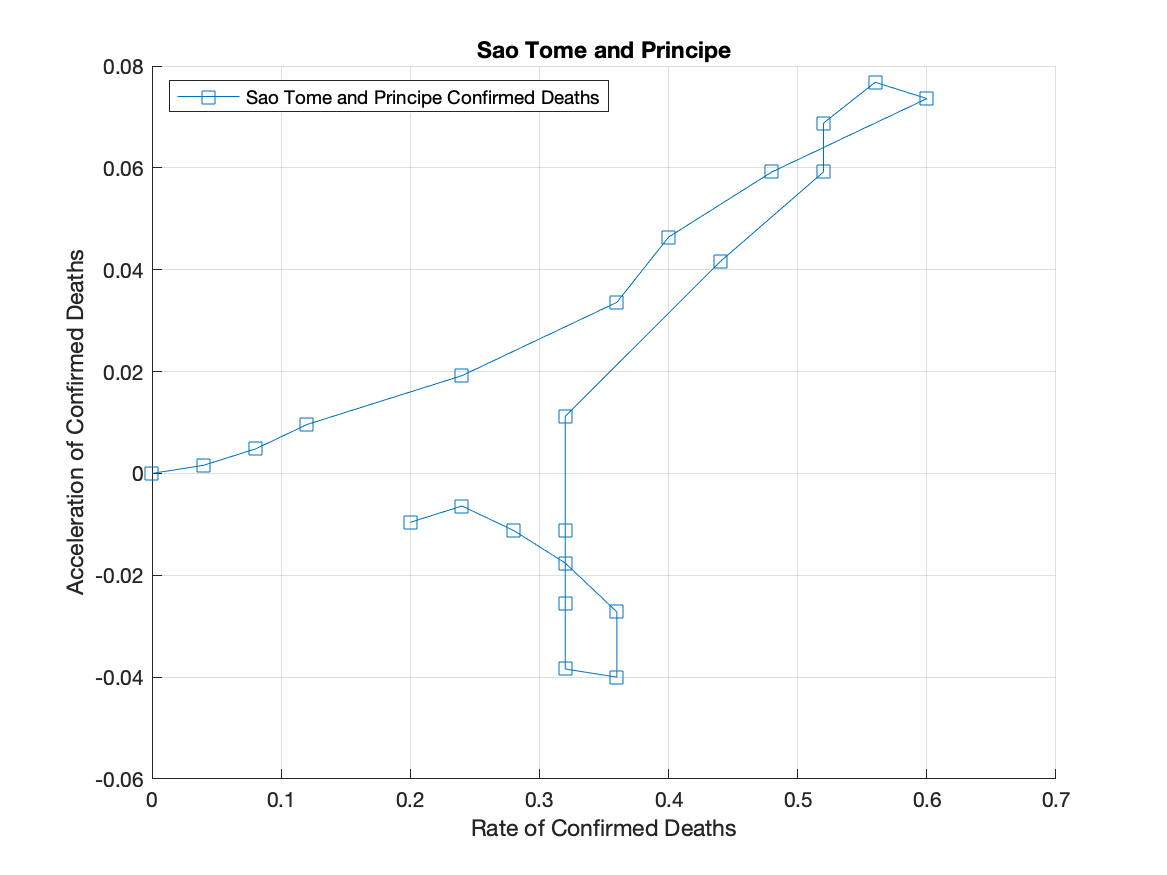 Sao Tome and Principe
Sao Tome and Principe Confirmed Deaths
0.08
0.06
0.04
0.02
0
-0.02
-0.04
-0.06
Acceleration of Confirmed Deaths
0 0.1 0.2 0.3 0.4 0.5 0.6 0.7
Rate of Confirmed Deaths